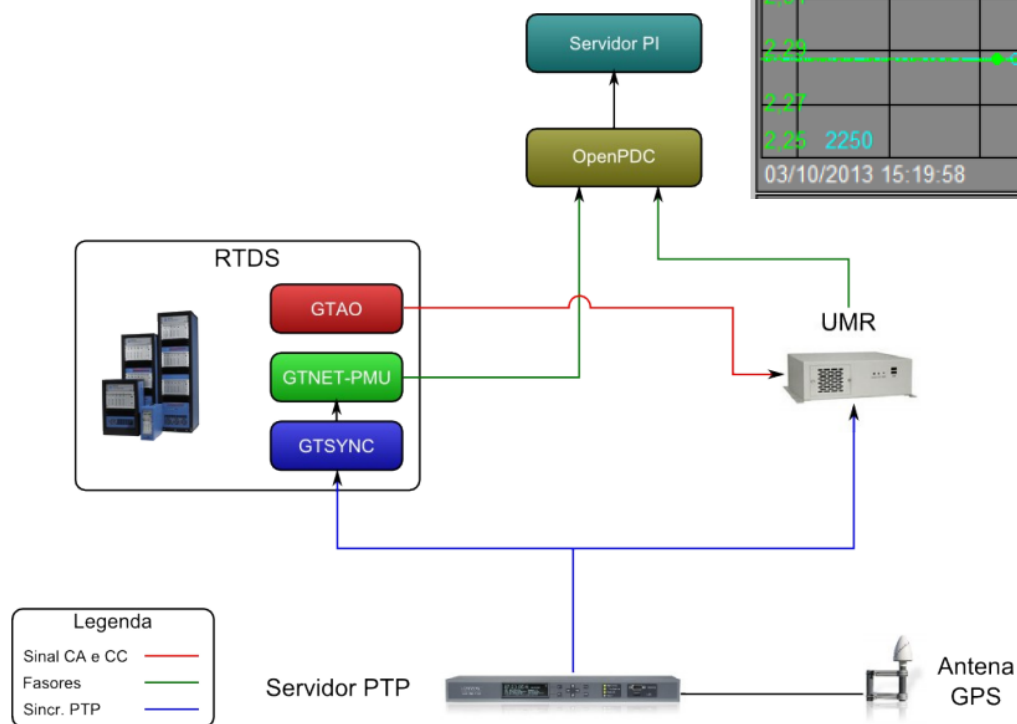 Servidor PI
OpenPDC
2,29
2,27
2,25 2250
03/10/2013 15:19:58
RTDS
GTAO
GTNET-PMU
GTSYNC
UMR
Legenda
Sinal CA e CC
Fasores
Sincr. PTP
Servidor PTP
Antena
GPS